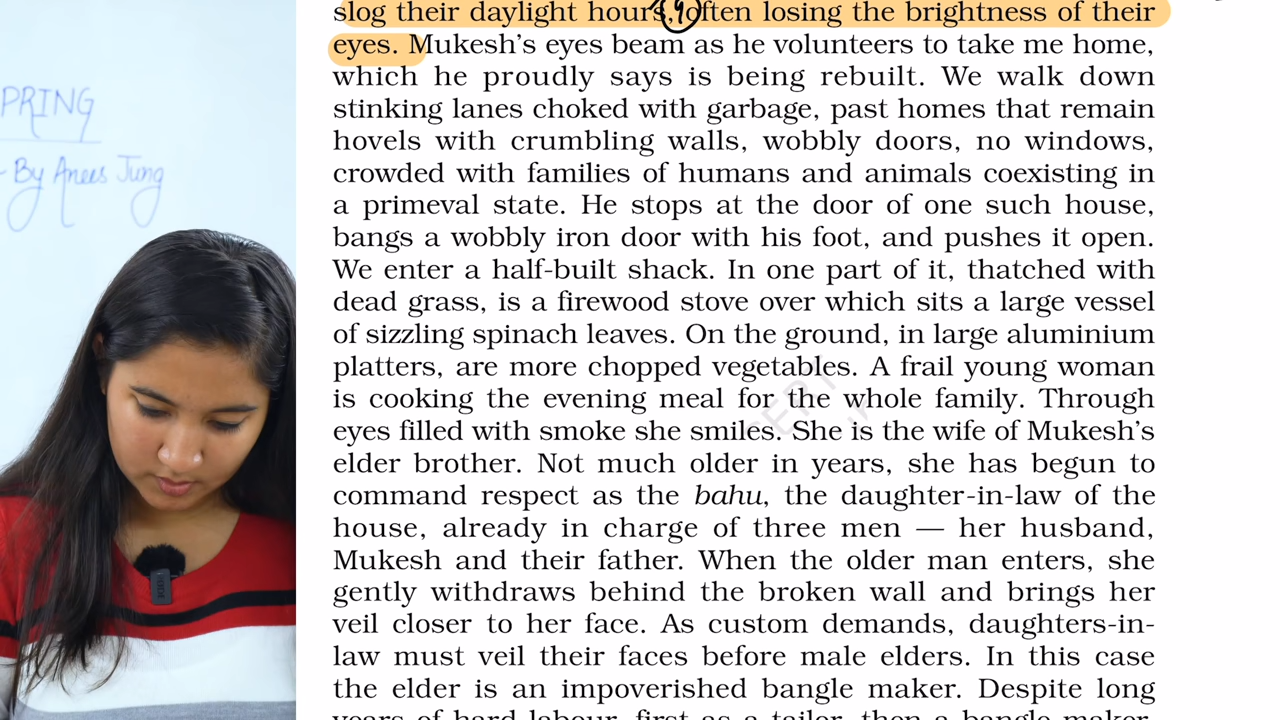 PRING
- By Anees Jung
slog their daylight hours, often losing the brightness of their
eyes. Mukesh's eyes beam as he volunteers to take me home,
which he proudly says is being rebuilt. We walk down
stinking lanes choked with garbage, past homes that remain
hovels with crumbling walls, wobbly doors, no windows,
crowded with families of humans and animals coexisting in
a primeval state. He stops at the door of one such house,
bangs a wobbly iron door with his foot, and pushes it open.
We enter a half-built shack. In one part of it, thatched with
dead grass, is a firewood stove over which sits a large vessel
of sizzling spinach leaves. On the ground, in large aluminium
platters, are more chopped vegetables. A frail young woman
is cooking the evening meal for the whole family. Through
eyes filled with smoke she smiles. She is the wife of Mukesh's
elder brother. Not much older in years, she has begun to
command respect as the bahu, the daughter-in-law of the
house, already in charge of three men — her husband,
Mukesh and their father. When the older man enters, she
gently withdraws behind the broken wall and brings her
veil closer to her face. As custom demands, daughters-in-
law must veil their faces before male elders. In this case
the elder is an impoverished bangle maker. Despite long
years of hard labour, first as a tailor, then a bangle maker,